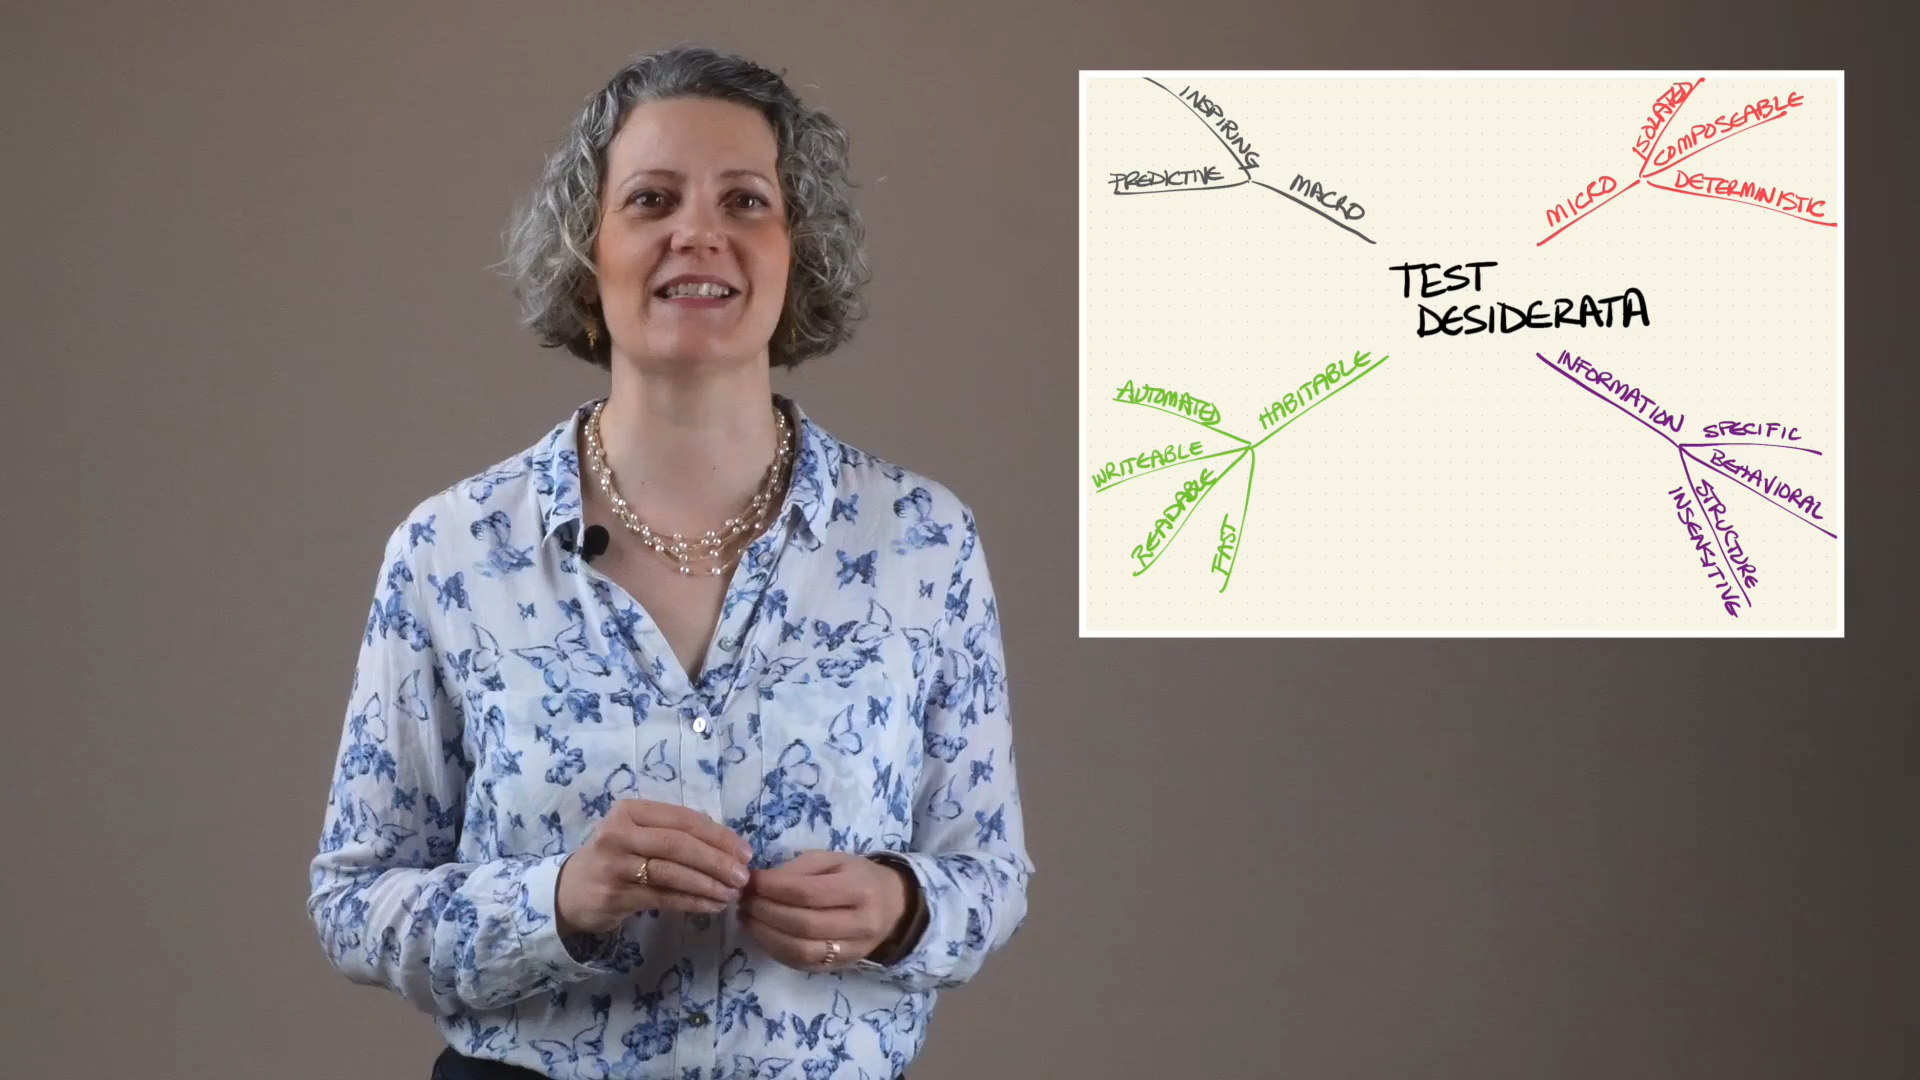 INSPIRING
PREDICTIVE
MACRO
ISOLATED
COMPOSEABLE
DETERMINISTIC
MICRO
TEST
DESIDERATA
HABITABLE
AUTOMATED
WRITEABLE
READABLE
FAST
INFORMATION
SPECIFIC
BEHAVIORAL
STRUCTURE
INSENSITIVE